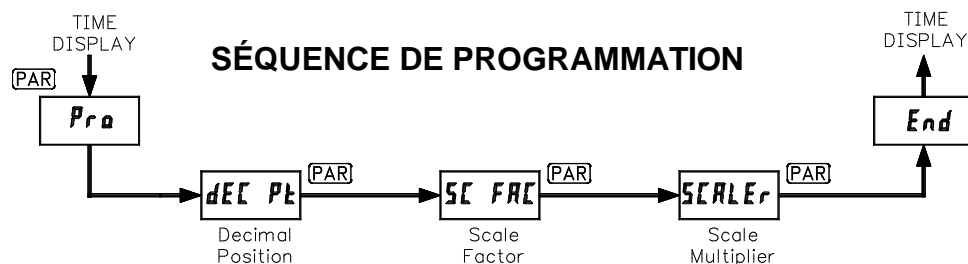 TIME
DISPLAY
SÉQUENCE DE PROGRAMMATION
TIME
DISPLAY
PAR
Pro
End
dEC Pt
PAR
SC FAC
PAR
SCALEr
PAR
Decimal
Position
Scale
Factor
Scale
Multiplier